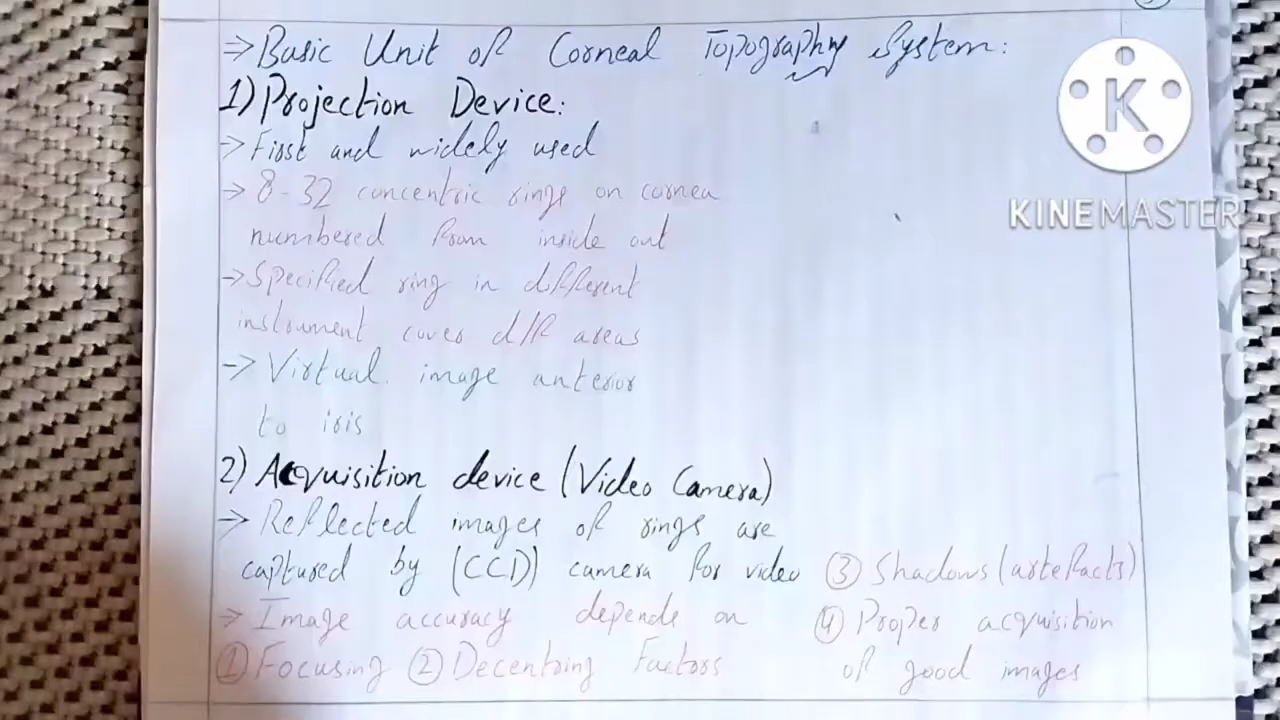 ⇒ Basic Unit of Corneal Topography System:
1) Projection Device:
→ First and widely used
→ 8-32 concentric rings on cornea
numbered from inside out
→ Specified ring in different
instrument cover d/f areas
→ Virtual image anterior
to iris
2) Acquisition device (Video Camera)
→ Reflected images of rings are
captured by (CCD) camera for video
→ Image accuracy depends on
① Focusing ② Decentring Factors
③ Shadows (artefacts)
④ Proper acquisition
of good images
K
KINEMASTER